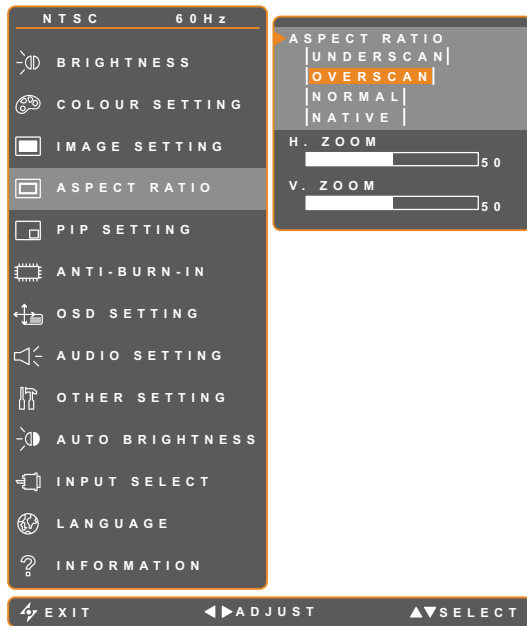 NTSC 60Hz
BRIGHTNESS
COLOUR SETTING
IMAGE SETTING
ASPECT RATIO
PIP SETTING
ANTI-BURN-IN
OSD SETTING
AUDIO SETTING
OTHER SETTING
AUTO BRIGHTNESS
INPUT SELECT
LANGUAGE
INFORMATION
ASPECT RATIO
UNDERSCAN
OVERSCAN
NORMAL
NATIVE
H. ZOOM
50
V. ZOOM
50
EXIT ADJUST SELECT